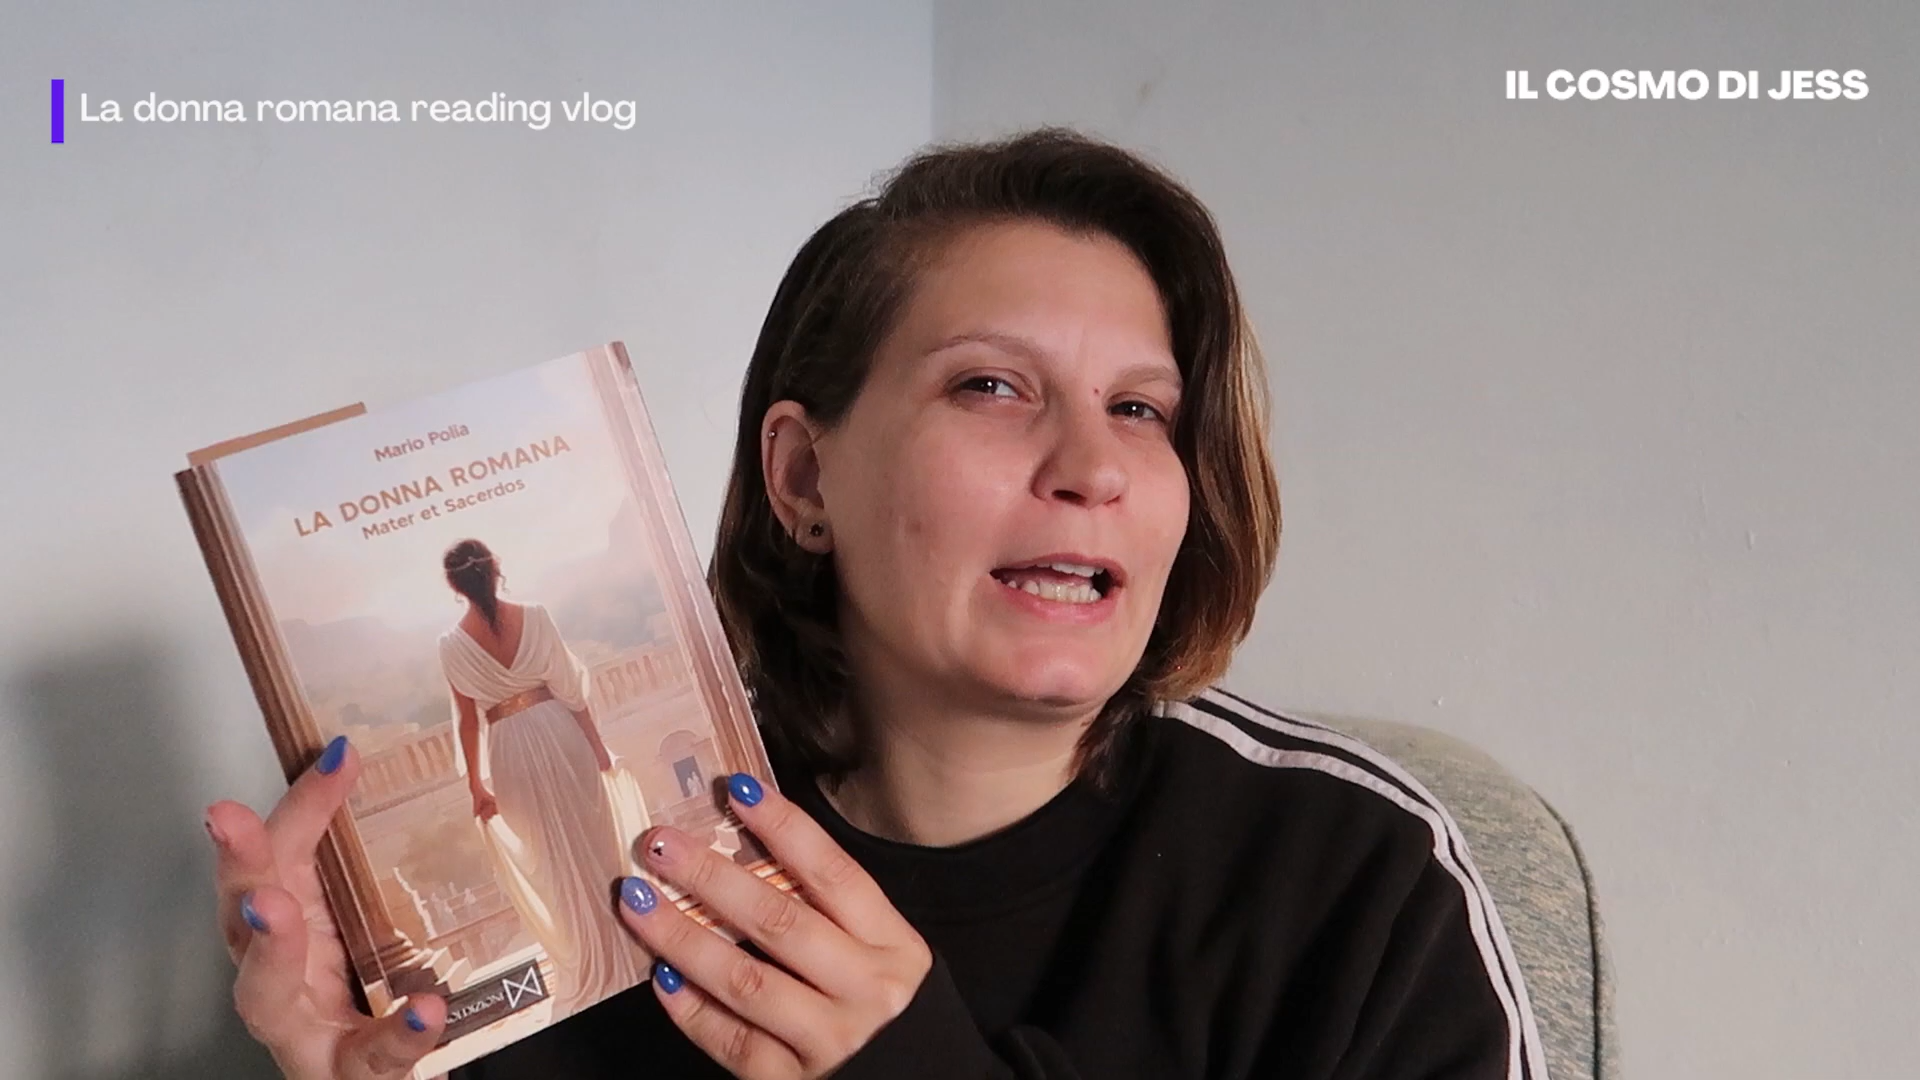 La donna romana reading vlog
IL COSMO DI JESS
Mario Polia
LA DONNA ROMANA
Mater et Sacerdos